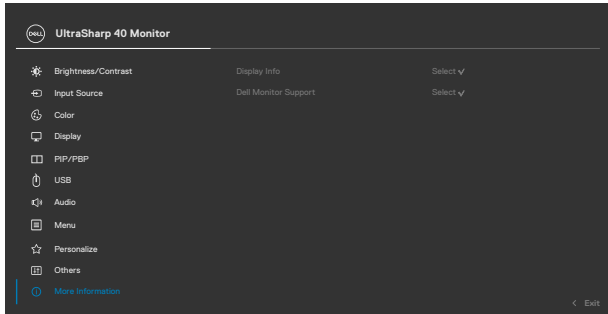 DELL UltraSharp 40 Monitor
Brightness/Contrast Display Info Select
Input Source Dell Monitor Support Select
Color
Display
PIP/PBP
USB
Audio
Menu
Personalize
Others
More Information
< Exit